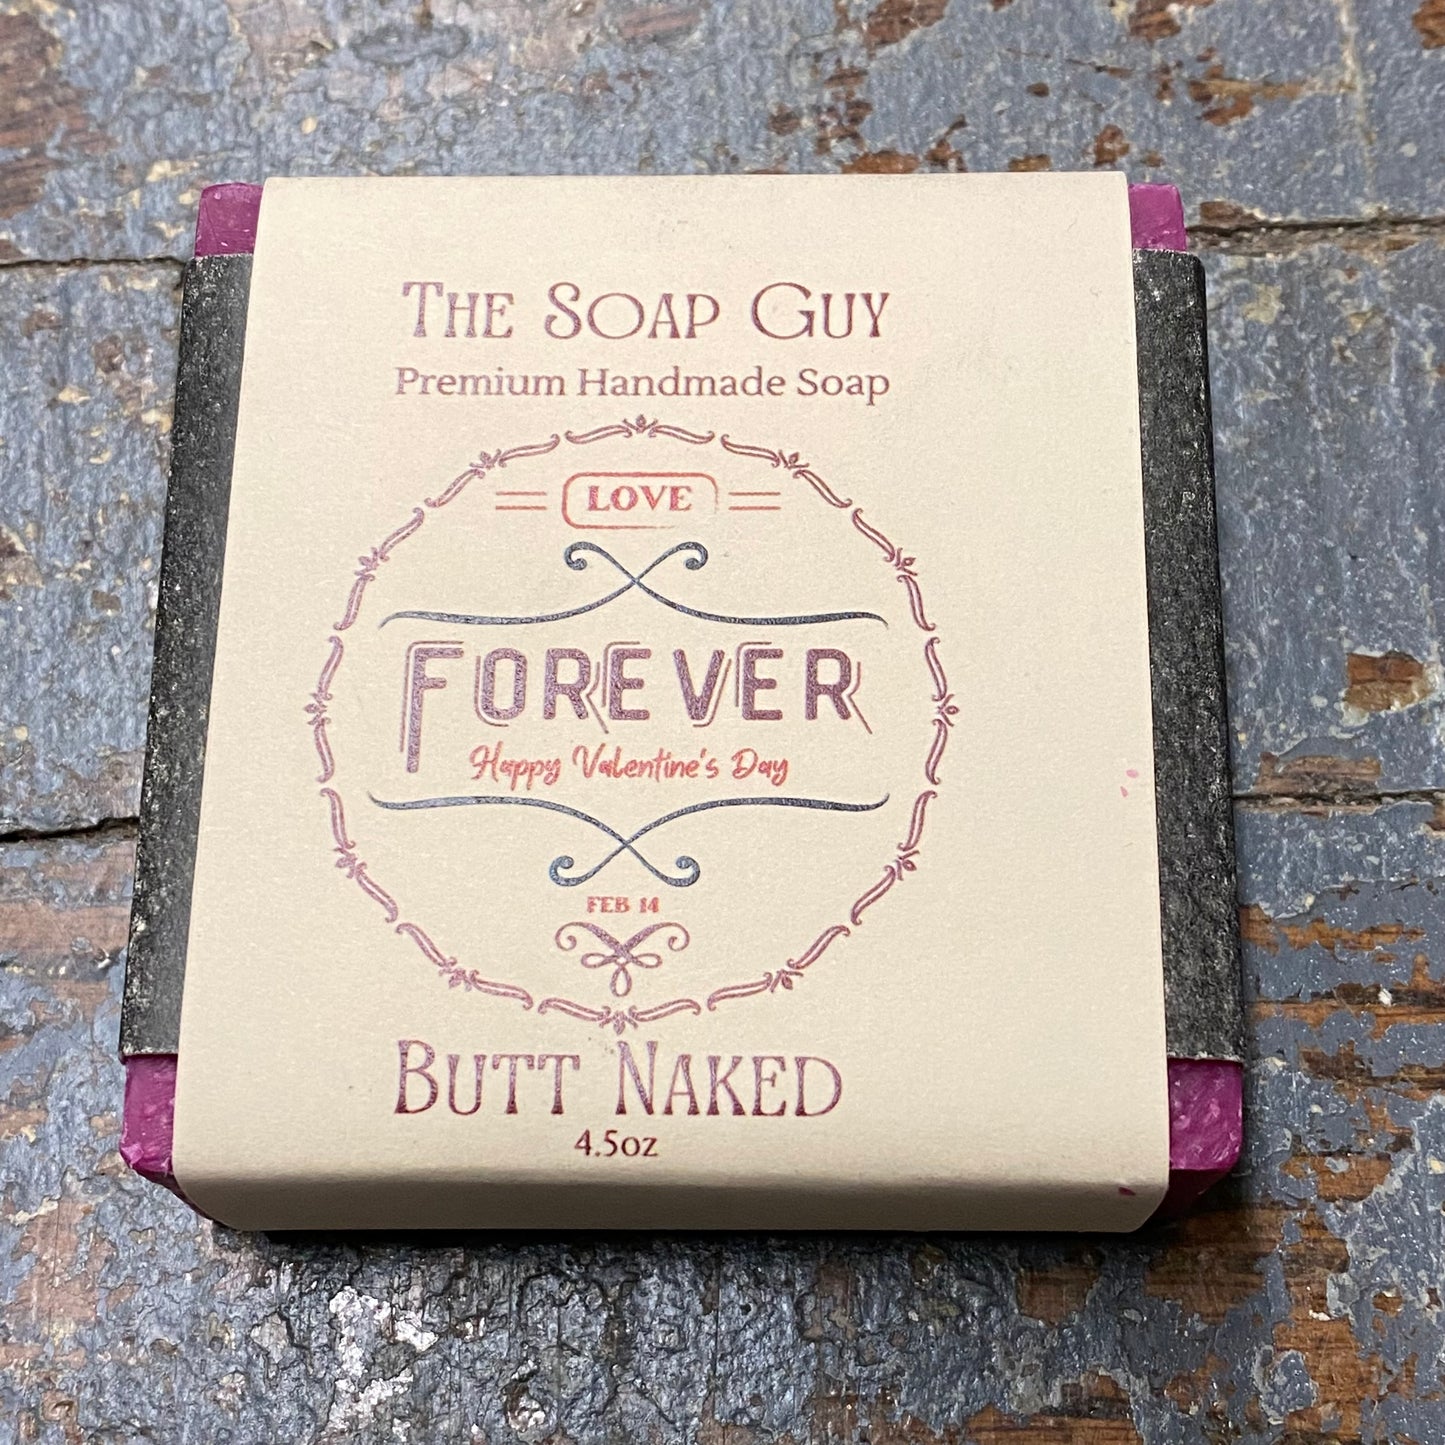 The Soap Guy
Premium Handmade Soap
LOVE
FOREVER
Happy Valentine's Day
FEB 14
Butt Naked
4.5oz